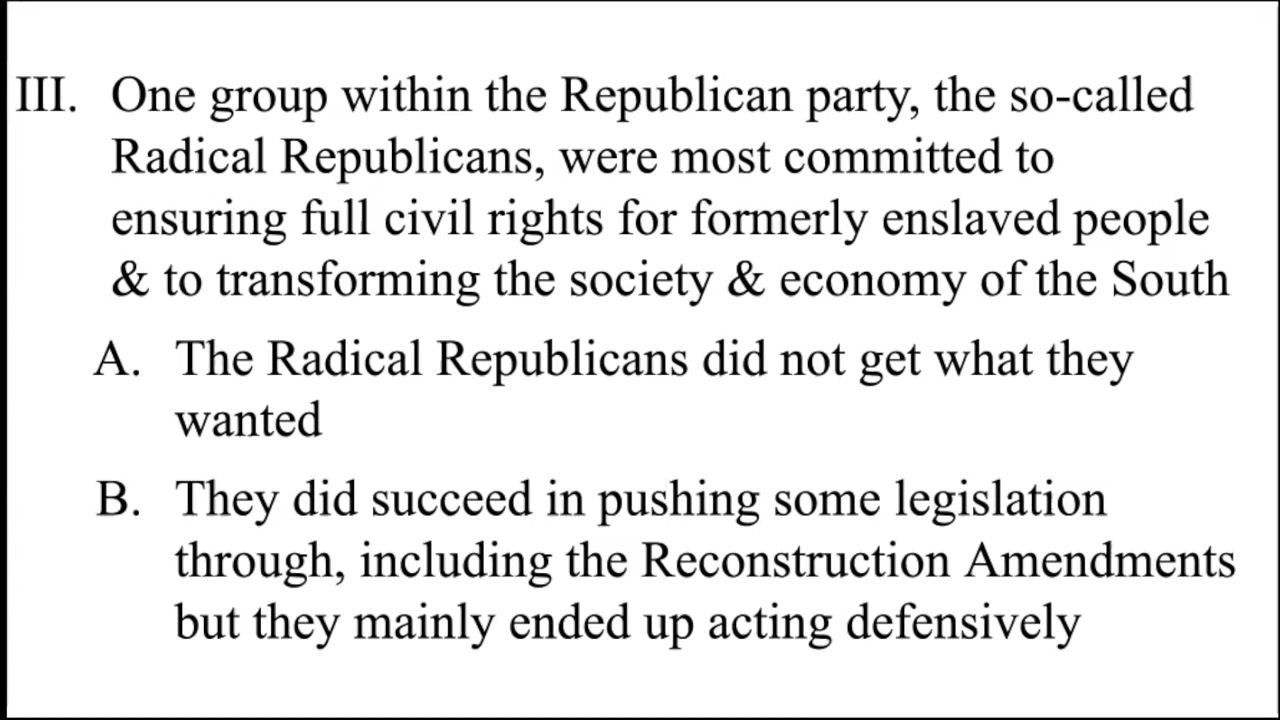 III. One group within the Republican party, the so-called
Radical Republicans, were most committed to
ensuring full civil rights for formerly enslaved people
& to transforming the society & economy of the South
A. The Radical Republicans did not get what they
wanted
B. They did succeed in pushing some legislation
through, including the Reconstruction Amendments
but they mainly ended up acting defensively